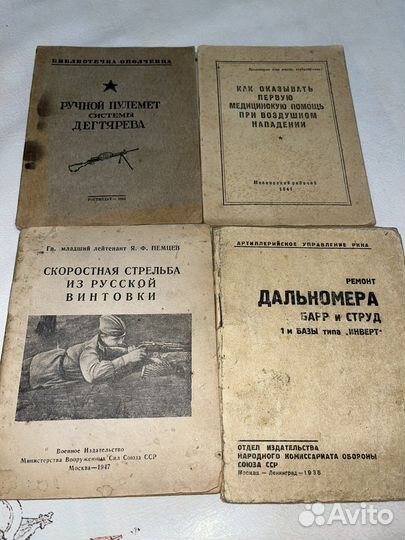 БИБЛИОТЕЧКА ОПОЛЧЕНЦА
РУЧНОЙ ПУЛЕМЕТ
СИСТЕМЫ
ДЕГТЯРЕВА
КАК ОКАЗЫВАТЬ
ПЕРВУЮ
МЕДИЦИНСКУЮ ПОМОЩЬ
ПРИ ВОЗДУШНОМ
НАПАДЕНИИ
Московский рабочий
1941
Гв. младший лейтенант Я. Ф. ПЕМЦЕВ
СКОРОСТНАЯ СТРЕЛЬБА
ИЗ РУССКОЙ
ВИНТОВКИ
Военное Издательство
Министерства Вооруженных Сил Союза ССР
Москва—1947
АРТИЛЛЕРИЙСКОЕ УПРАВЛЕНИЕ РККА
РЕМОНТ
ДАЛЬНОМЕРА
БАРР и СТРУД
1 м БАЗЫ типа „ИНВЕРТ"
ОТДЕЛ ИЗДАТЕЛЬСТВА
НАРОДНОГО КОМИССАРИАТА ОБОРОНЫ
СОЮЗА ССР
Москва — Ленинград — 1936
Avito